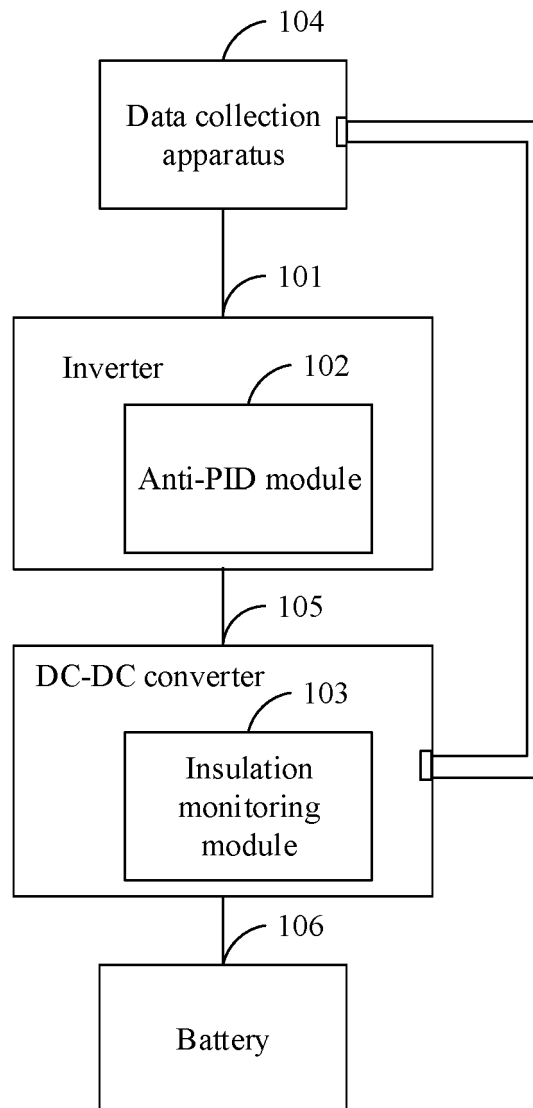 104
Data collection
apparatus
101
Inverter
102
Anti-PID module
105
DC-DC converter
103
Insulation
monitoring
module
106
Battery